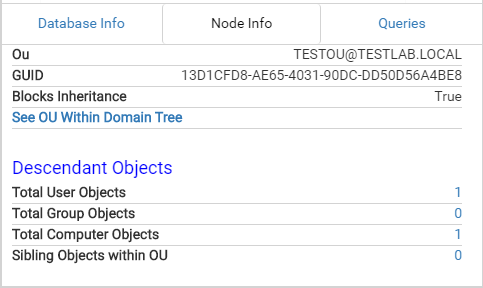 Database Info
Node Info
Queries
Ou TESTOU@TESTLAB.LOCAL
GUID 13D1CFD8-AE65-4031-90DC-DD50D56A4BE8
Blocks Inheritance True
See OU Within Domain Tree
Descendant Objects
Total User Objects 1
Total Group Objects 0
Total Computer Objects 1
Sibling Objects within OU 0